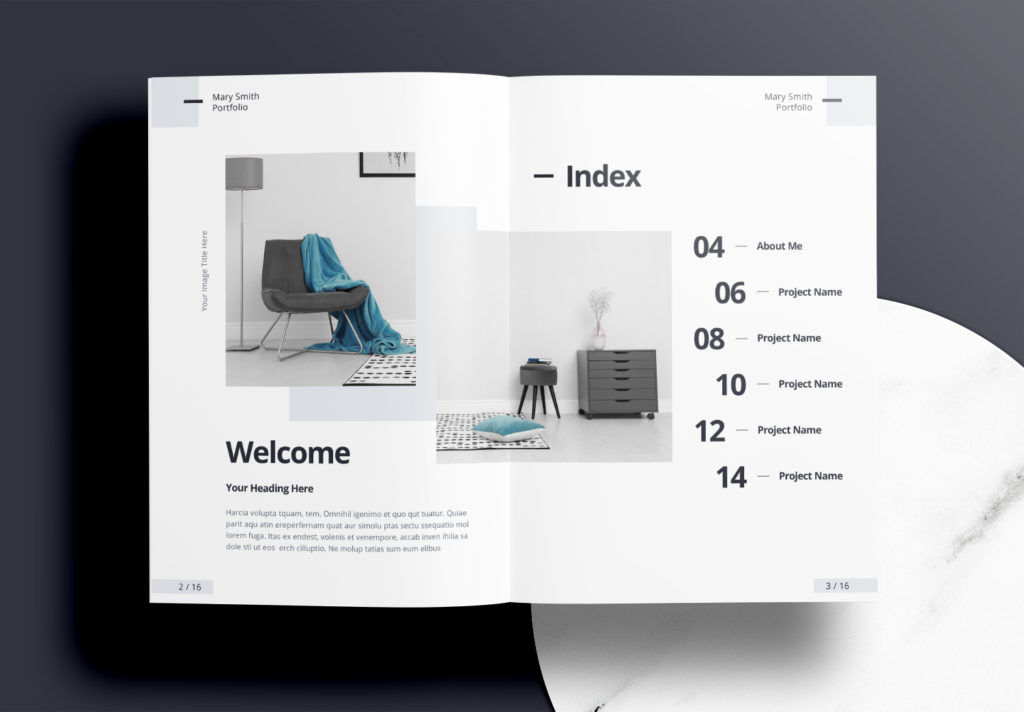 Mary Smith
Portfolio
Your Image Title Here
Welcome
Your Heading Here
Harcia volupta tquam, tem. Omnihil igenimo et quo qut tuatur. Quiae
parit aqu atin ereperfernam quat aur simolu ptas sectu ssequatio mol
lorem fuga. Itas ex endest, volenis et venempore, accab inven ihilia sa
dole sti ut eos erch cilluptio. Ne molup tatias sum eum elibus
2 / 16
Mary Smith
Portfolio
Index
04 — About Me
06 — Project Name
08 — Project Name
10 — Project Name
12 — Project Name
14 — Project Name
3 / 16